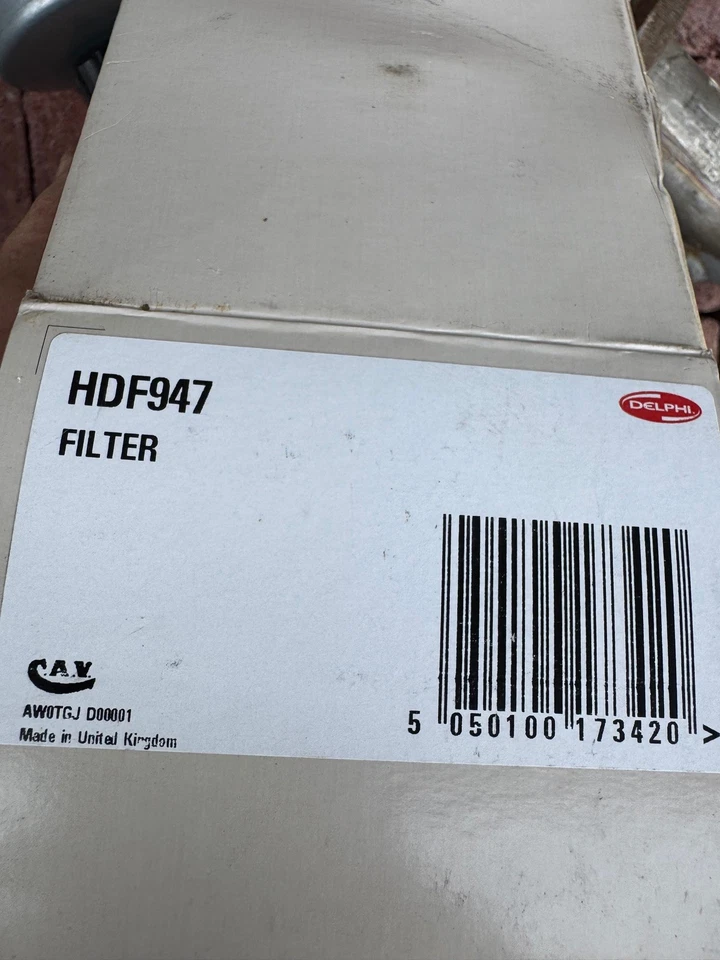 HDF947
DELPHI
FILTER
C.A.V.
AW0TGJ D00001
Made in United Kingdom
5 050100 173420 >